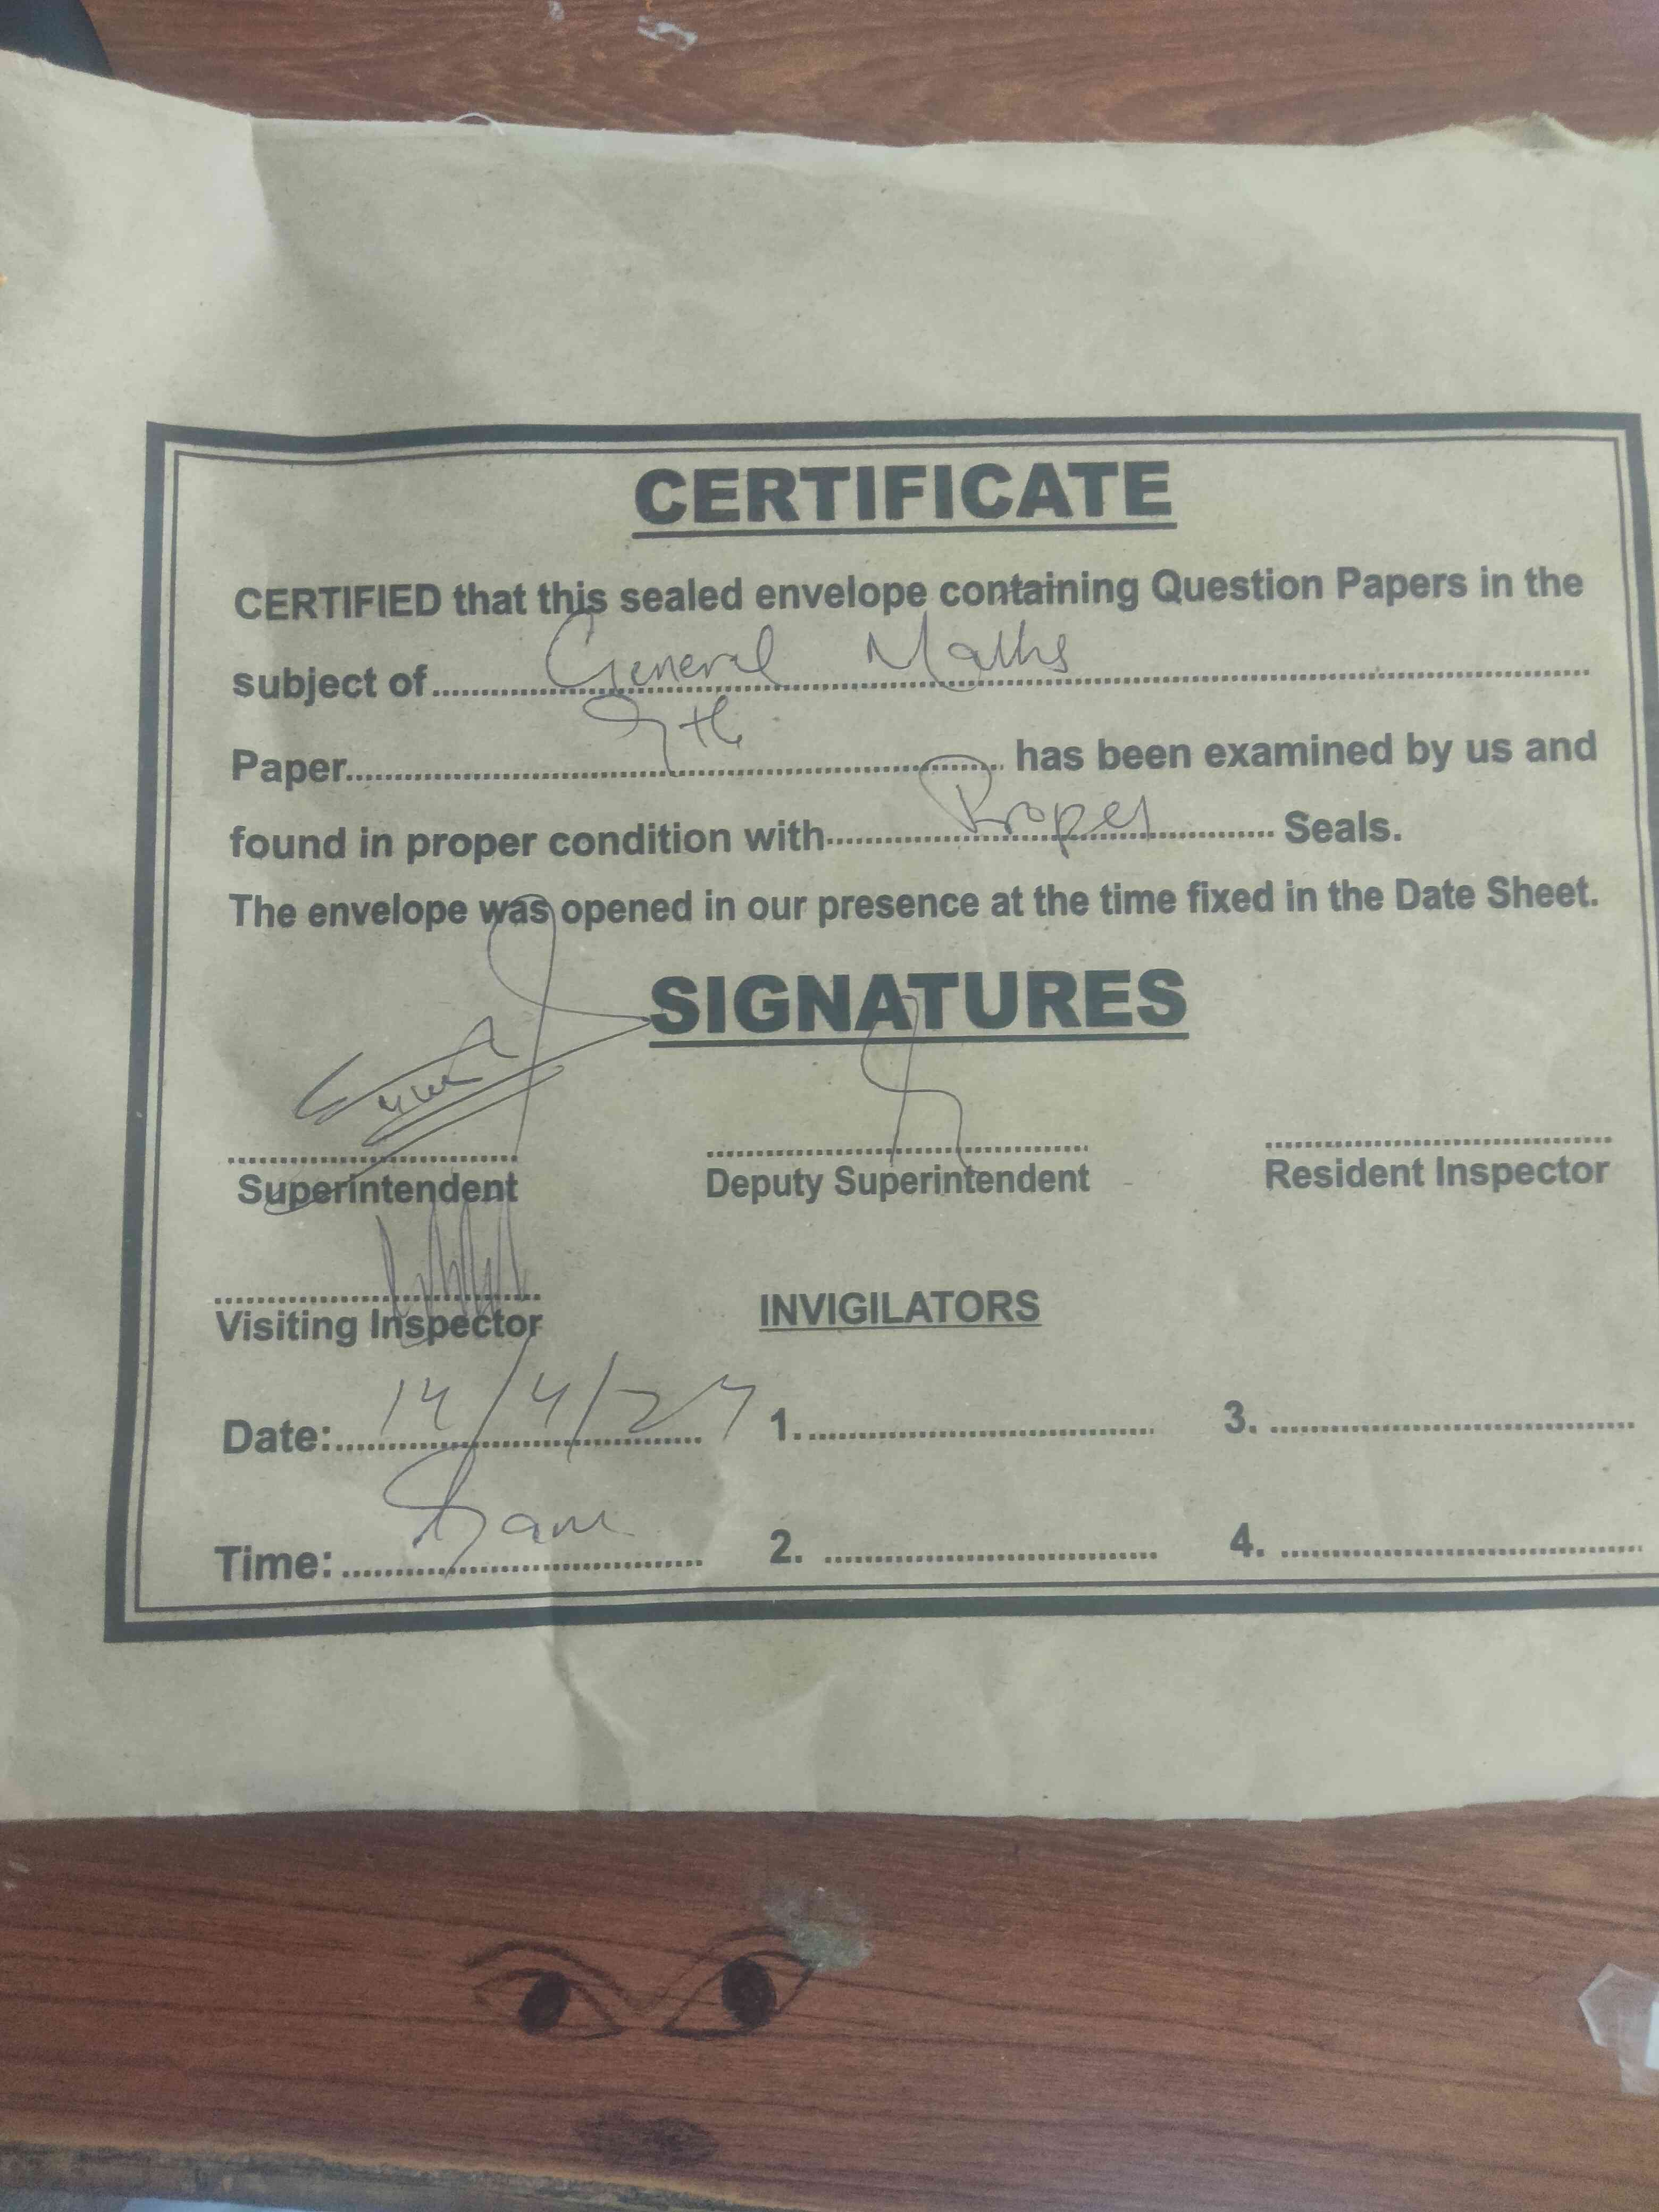 CERTIFICATE
CERTIFIED that this sealed envelope containing Question Papers in the
subject of General Maths
Paper 9th has been examined by us and
found in proper condition with Proper Seals.
The envelope was opened in our presence at the time fixed in the Date Sheet.
SIGNATURES
Superintendent Deputy Superintendent Resident Inspector
Visiting Inspector INVIGILATORS
Date: 14/4/27 1. 3.
Time: 9am 2. 4.